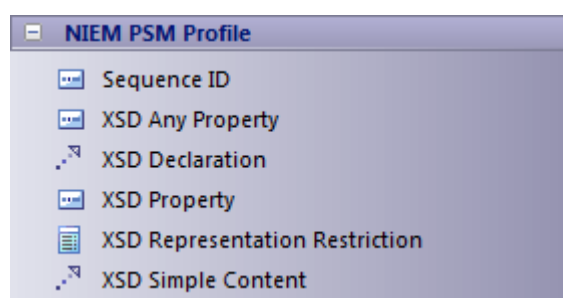 NIEM PSM Profile
Sequence ID
XSD Any Property
XSD Declaration
XSD Property
XSD Representation Restriction
XSD Simple Content